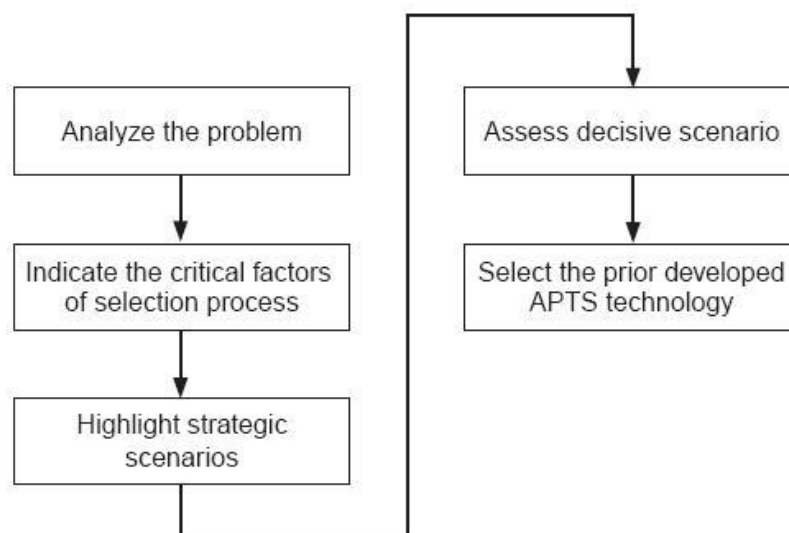 Analyze the problem
Indicate the critical factors
of selection process
Highlight strategic
scenarios
Assess decisive scenario
Select the prior developed
APTS technology